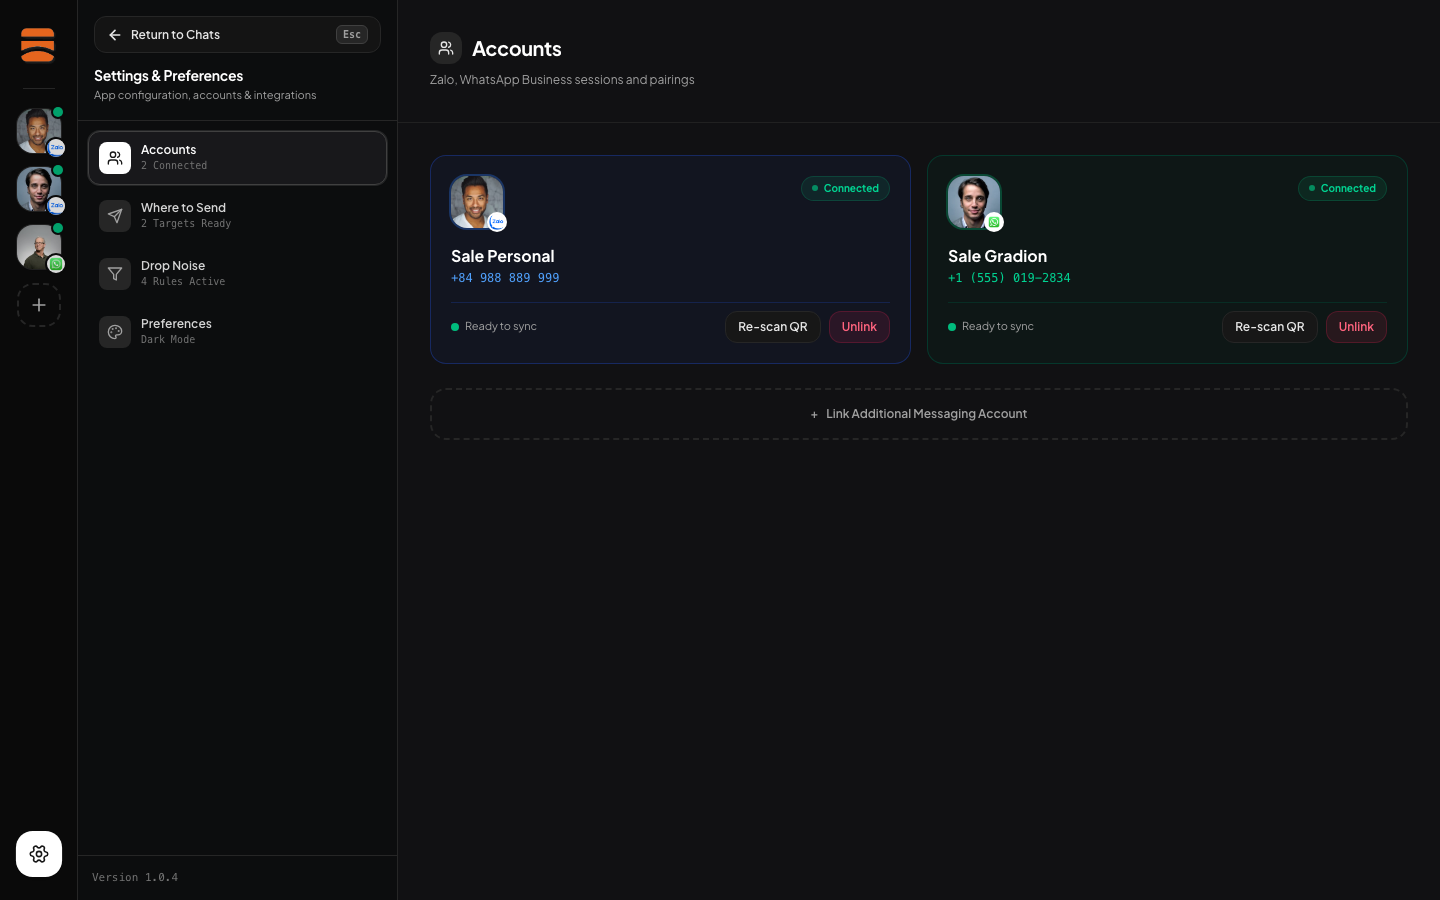 Return to Chats
Esc
Settings & Preferences
App configuration, accounts & integrations
Accounts
2 Connected
Where to Send
2 Targets Ready
Drop Noise
4 Rules Active
Preferences
Dark Mode
Version 1.0.4
Zalo
Zalo
Accounts
Zalo, WhatsApp Business sessions and pairings
Connected
Zalo
Sale Personal
+84 988 889 999
Ready to sync
Re-scan QR
Unlink
Connected
Sale Gradion
+1 (555) 019-2834
Ready to sync
Re-scan QR
Unlink
+ Link Additional Messaging Account